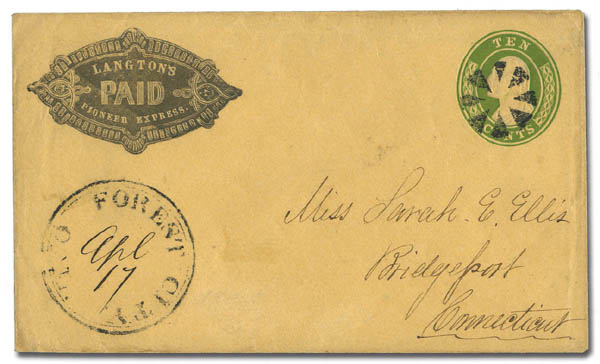 LANGTON'S
PAID
PIONEER EXPRESS.
TEN
CENTS
FOREST CITY
Apl
17
Miss Sarah E. Ellis
Bridgeport
Connecticut